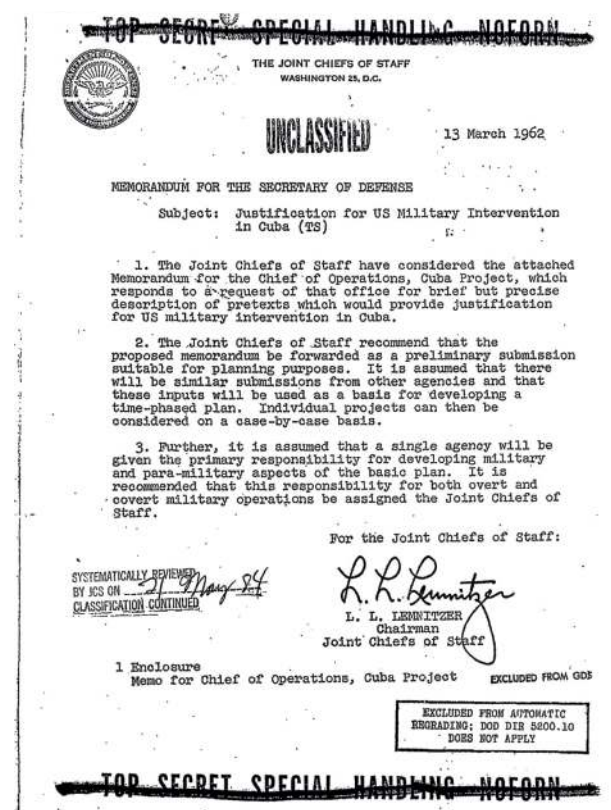 TOP SECRET SPECIAL HANDLING NOFORN
THE JOINT CHIEFS OF STAFF
WASHINGTON 25, D.C.
UNCLASSIFIED
13 March 1962
MEMORANDUM FOR THE SECRETARY OF DEFENSE
Subject: Justification for US Military Intervention
in Cuba (TS)
1. The Joint Chiefs of Staff have considered the attached
Memorandum for the Chief of Operations, Cuba Project, which
responds to a request of that office for brief but precise
description of pretexts which would provide justification
for US military intervention in Cuba.
2. The Joint Chiefs of Staff recommend that the
proposed memorandum be forwarded as a preliminary submission
suitable for planning purposes. It is assumed that there
will be similar submissions from other agencies and that
these inputs will be used as a basis for developing a
time-phased plan. Individual projects can then be
considered on a case-by-case basis.
3. Further, it is assumed that a single agency will be
given the primary responsibility for developing military
and para-military aspects of the basic plan. It is
recommended that this responsibility for both overt and
covert military operations be assigned the Joint Chiefs of
Staff.
For the Joint Chiefs of Staff:
SYSTEMATICALLY REVIEWED
BY JCS ON 21 May 84
CLASSIFICATION CONTINUED
L. L. Lemnitzer
L. L. LEMNITZER
Chairman
Joint Chiefs of Staff
1 Enclosure
Memo for Chief of Operations, Cuba Project
EXCLUDED FROM GDS
EXCLUDED FROM AUTOMATIC
REGRADING; DOD DIR 5200.10
DOES NOT APPLY
TOP SECRET SPECIAL HANDLING NOFORN